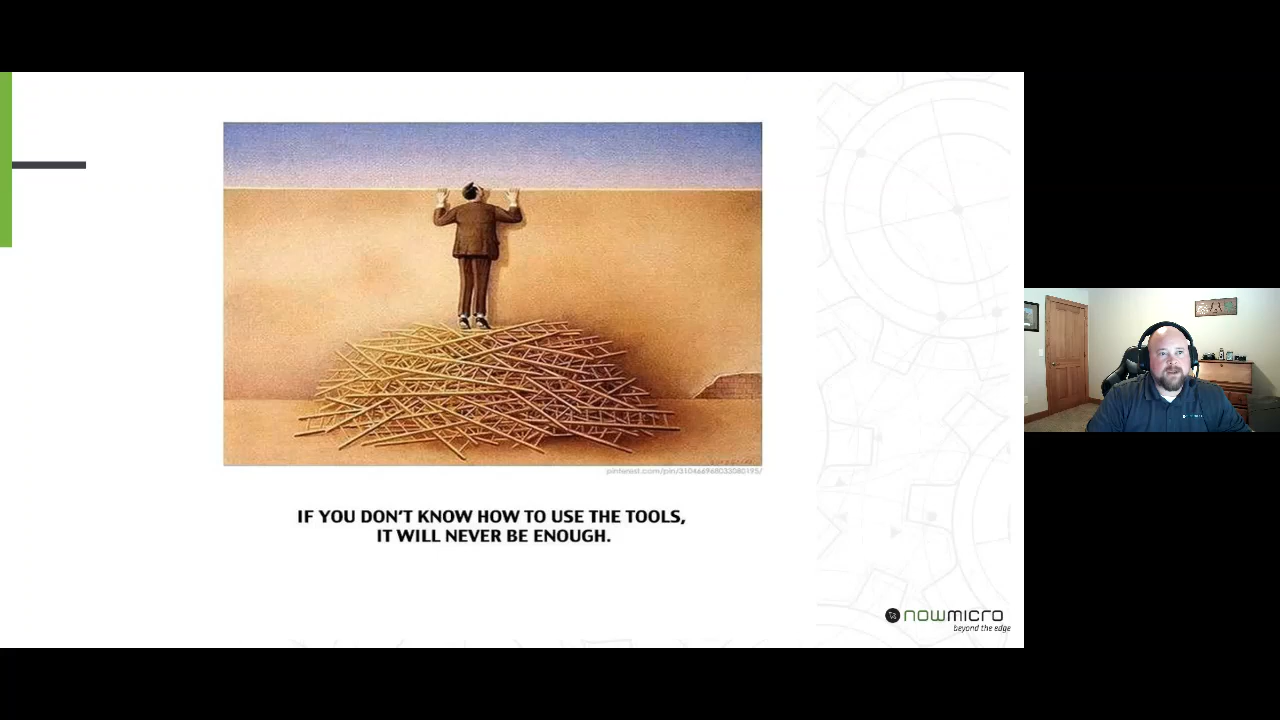 pinterest.com/pin/310466968033080195/
IF YOU DON'T KNOW HOW TO USE THE TOOLS,
IT WILL NEVER BE ENOUGH.
nowmicro
beyond the edge